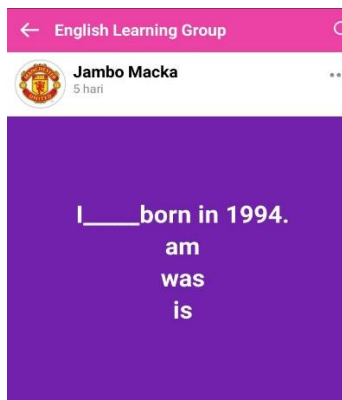 English Learning Group
Jambo Macka
5 hari
I_____born in 1994.
am
was
is